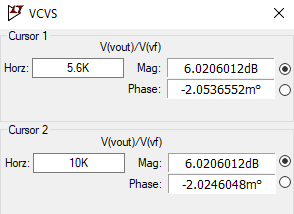 VCVS
Cursor 1
V(vout)/V(vf)
Horz: 5.6K Mag: 6.0206012dB
Phase: -2.0536552m°
Cursor 2
V(vout)/V(vf)
Horz: 10K Mag: 6.0206012dB
Phase: -2.0246048m°